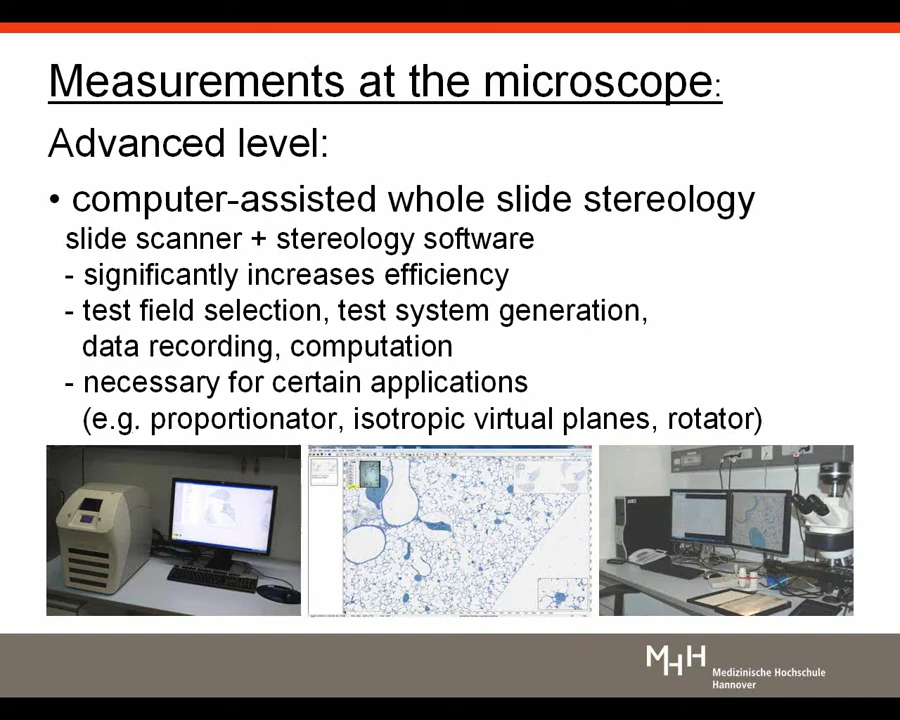 Measurements at the microscope:
Advanced level:
• computer-assisted whole slide stereology
slide scanner + stereology software
- significantly increases efficiency
- test field selection, test system generation,
data recording, computation
- necessary for certain applications
(e.g. proportionator, isotropic virtual planes, rotator)
MHH
Medizinische Hochschule
Hannover